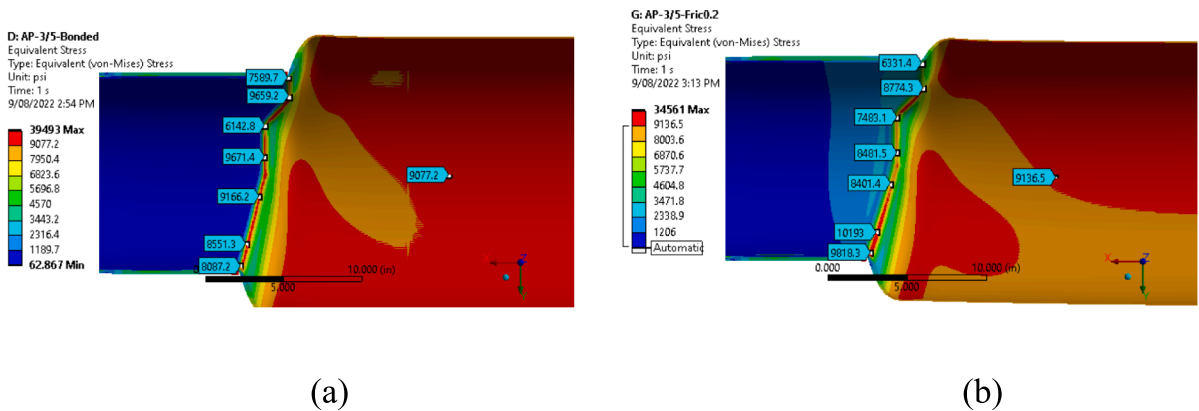 D: AP-3/5-Bonded
Equivalent Stress
Type: Equivalent (von-Mises) Stress
Unit: psi
Time: 1 s
9/08/2022 2:54 PM
39493 Max
9077.2
7950.4
6823.6
5696.8
4570
3443.2
2316.4
1189.7
62.867 Min
7589.7
9659.2
6142.8
9671.4
9166.2
8551.3
8087.2
9077.2
10.000 (in)
5.000
Z
Y
(a)
G: AP-3/5-Fric0.2
Equivalent Stress
Type: Equivalent (von-Mises) Stress
Unit: psi
Time: 1 s
9/08/2022 3:13 PM
34561 Max
9136.5
8003.6
6870.6
5737.7
4604.8
3471.8
2338.9
1206
Automatic
6331.4
8774.3
7483.1
8481.5
8401.4
10193
9818.3
9136.5
0.000
10.000 (in)
5.000
X
Z
Y
(b)